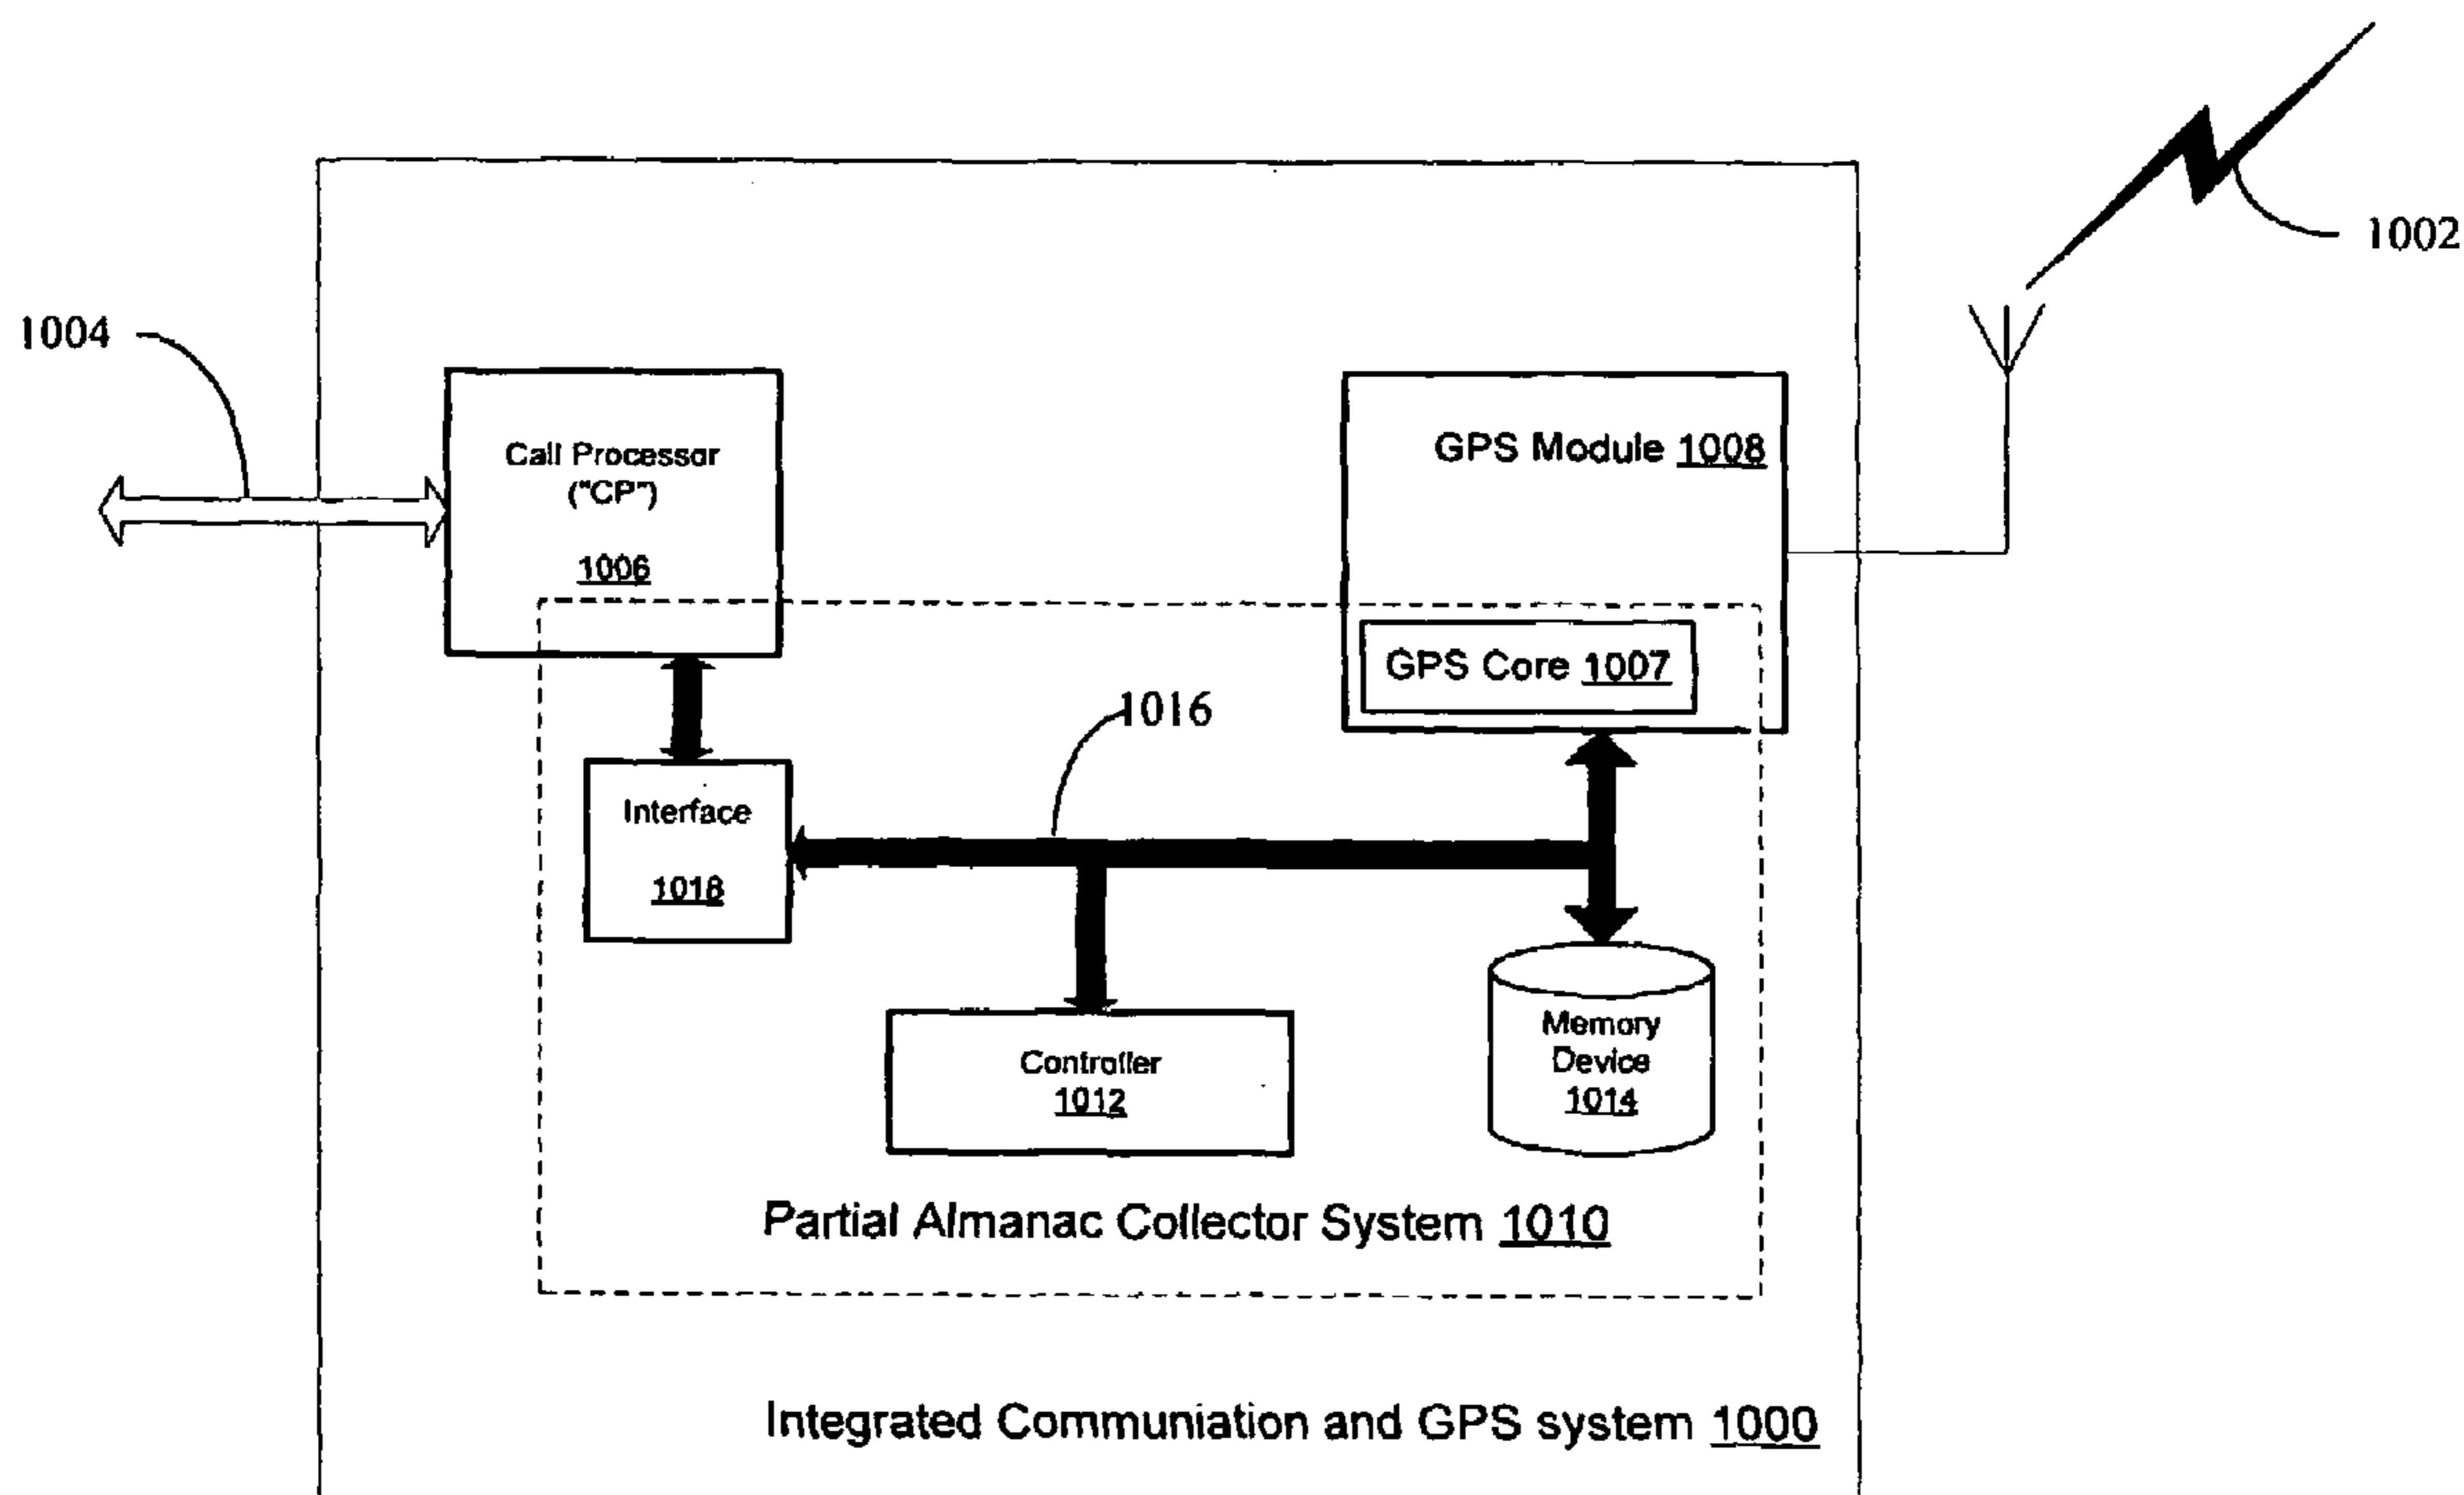 1002
1004
Call Processor
("CP")
1006
GPS Module 1008
GPS Core 1007
1016
Interface
1018
Controller
1012
Memory
Device
1014
Partial Almanac Collector System 1010
Integrated Communiation and GPS system 1000